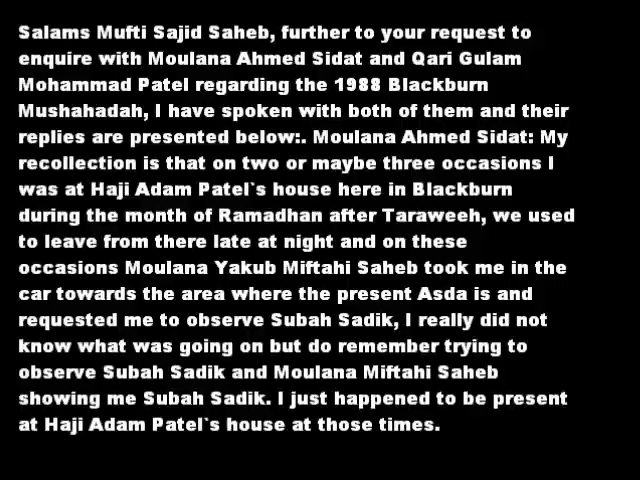 Salams Mufti Sajid Saheb, further to your request to
enquire with Moulana Ahmed Sidat and Qari Gulam
Mohammad Patel regarding the 1988 Blackburn
Mushahadah, I have spoken with both of them and their
replies are presented below:. Moulana Ahmed Sidat: My
recollection is that on two or maybe three occasions I
was at Haji Adam Patel`s house here in Blackburn
during the month of Ramadhan after Taraweeh, we used
to leave from there late at night and on these
occasions Moulana Yakub Miftahi Saheb took me in the
car towards the area where the present Asda is and
requested me to observe Subah Sadik, I really did not
know what was going on but do remember trying to
observe Subah Sadik and Moulana Miftahi Saheb
showing me Subah Sadik. I just happened to be present
at Haji Adam Patel`s house at those times.